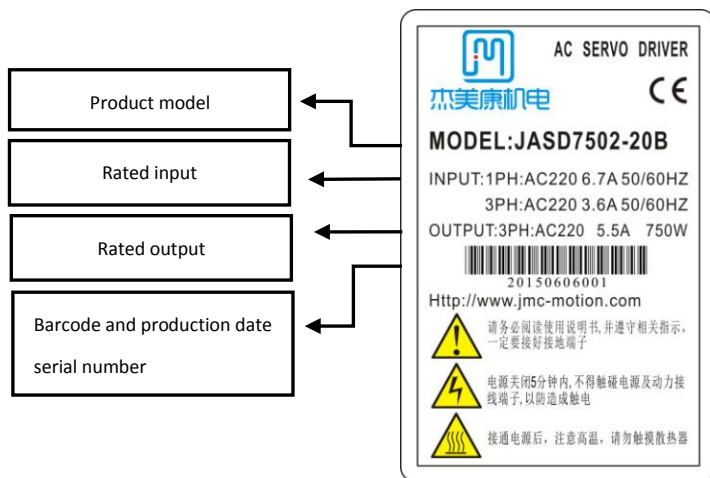 Product model
Rated input
Rated output
Barcode and production date
serial number
AC SERVO DRIVER
CE
杰美康机电
MODEL:JASD7502-20B
INPUT:1PH:AC220 6.7A 50/60HZ
3PH:AC220 3.6A 50/60HZ
OUTPUT:3PH:AC220 5.5A 750W
20150606001
Http://www.jmc-motion.com
请务必阅读使用说明书,并遵守相关指示,
一定要接好接地端子
电源关闭5分钟内,不得触碰电源及动力接
线端子,以防造成触电
接通电源后，注意高温，请勿触摸散热器